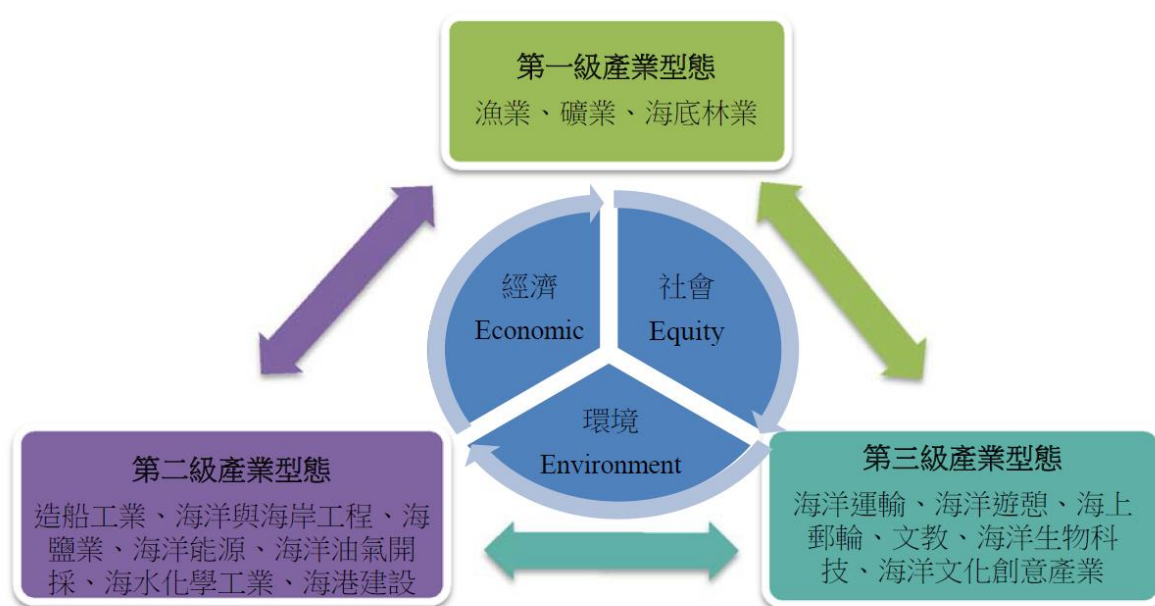 第一級產業型態
漁業、礦業、海底林業
經濟
Economic
社會
Equity
環境
Environment
第二級產業型態
造船工業、海洋與海岸工程、海
鹽業、海洋能源、海洋油氣開
採、海水化學工業、海港建設
第三級產業型態
海洋運輸、海洋遊憩、海上
郵輪、文教、海洋生物科
技、海洋文化創意產業